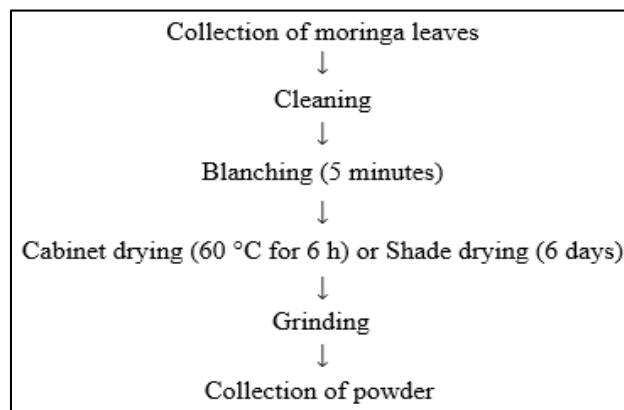 Collection of moringa leaves
↓
Cleaning
↓
Blanching (5 minutes)
↓
Cabinet drying (60 °C for 6 h) or Shade drying (6 days)
↓
Grinding
↓
Collection of powder